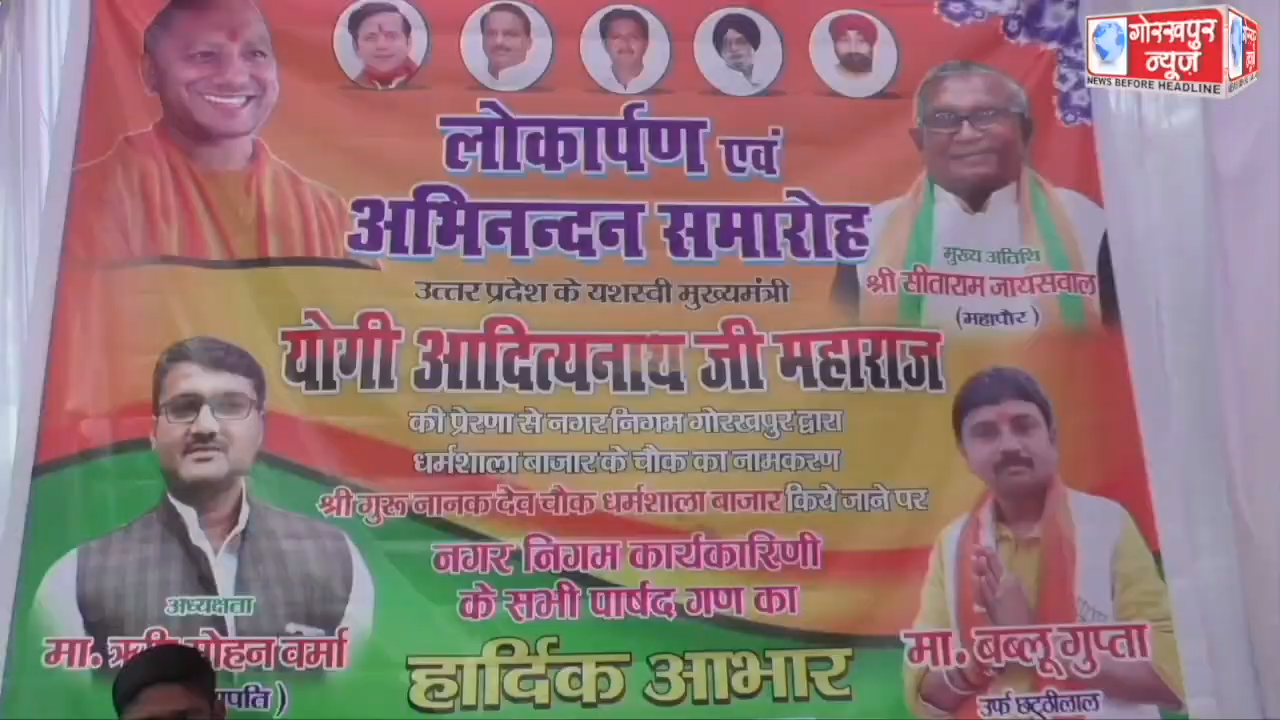 गोरखपुर
न्यूज़
NEWS BEFORE HEADLINE
लोकार्पण एवं
अभिनन्दन समारोह
मुख्य अतिथि
श्री सीताराम जायसवाल
(महापौर)
उत्तर प्रदेश के यशस्वी मुख्यमंत्री
योगी आदित्यनाथ जी महाराज
की प्रेरणा से नगर निगम गोरखपुर द्वारा
धर्मशाला बाजार के चौक का नामकरण
श्री गुरू नानक देव चौक धर्मशाला बाजार किये जाने पर
नगर निगम कार्यकारिणी
के सभी पार्षद गण का
हार्दिक आभार
अध्यक्षता
मा. मोहन वर्मा
मा. बब्लू गुप्ता
उर्फ छट्ठीलाल